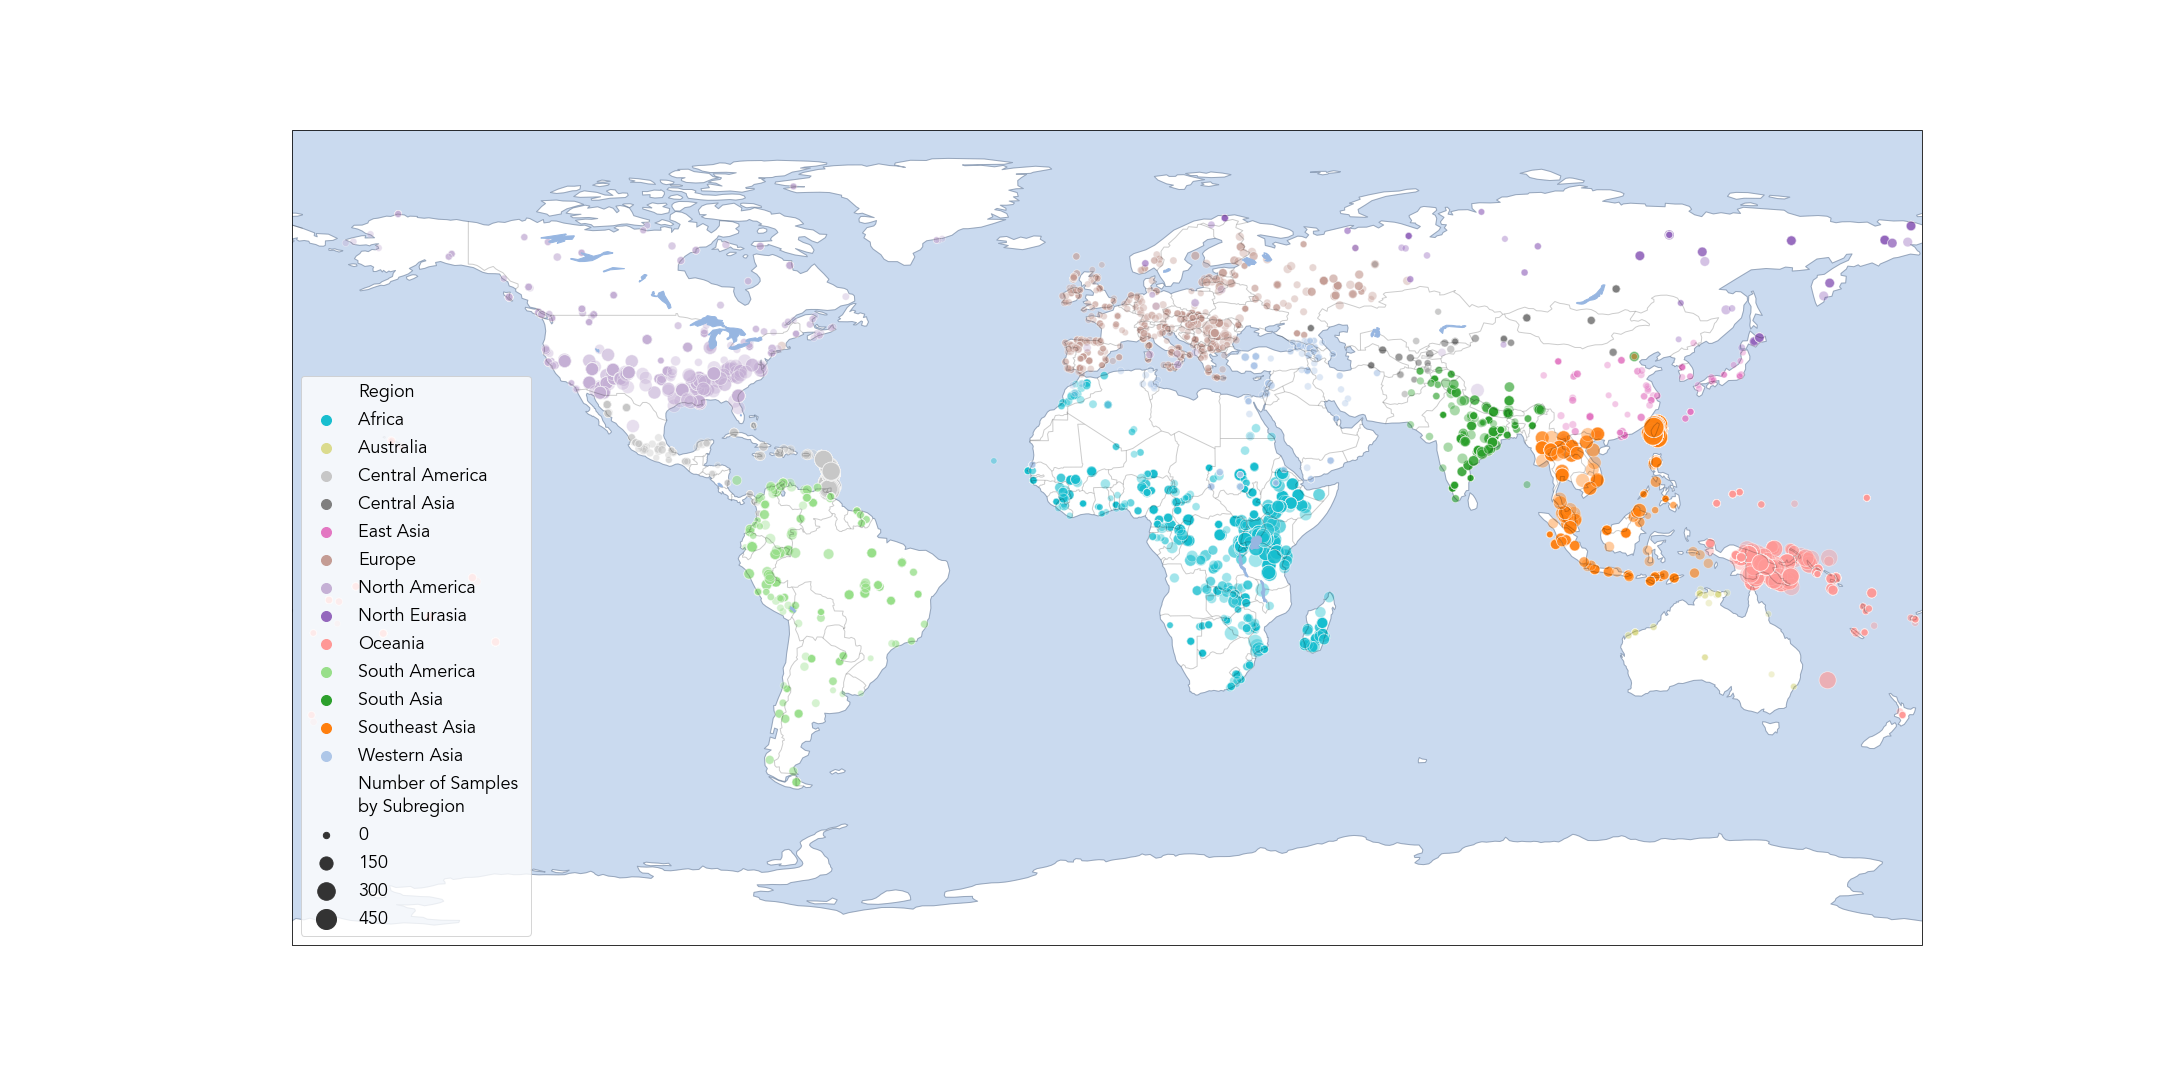 Region
Africa
Australia
Central America
Central Asia
East Asia
Europe
North America
North Eurasia
Oceania
South America
South Asia
Southeast Asia
Western Asia
Number of Samples
by Subregion
0
150
300
450